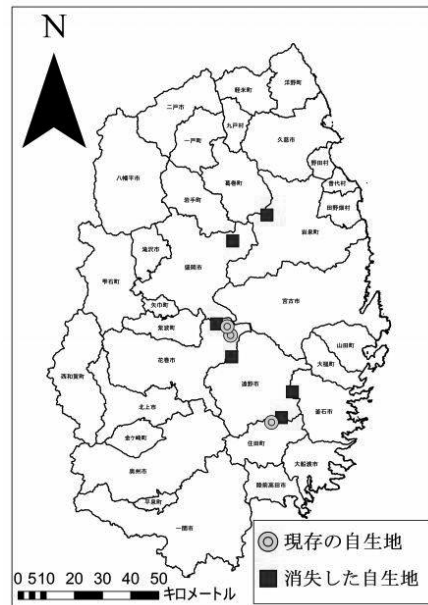 N
洋野町
軽米町
二戸市
九戸村
一戸町
久慈市
野田村
八幡平市
葛巻町
普代村
岩手町
田野畑村
岩泉町
滝沢市
盛岡市
雫石町
宮古市
矢巾町
紫波町
山田町
花巻市
大槌町
西和賀町
遠野市
釜石市
北上市
金ケ崎町
住田町
奥州市
大船渡市
陸前高田市
平泉町
一関市
現存の自生地
消失した自生地
0 5 10 20 30 40 50
キロメートル